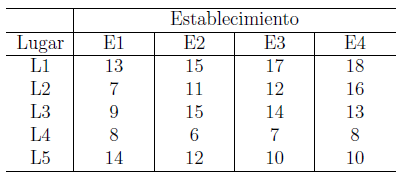 Establecimiento
Lugar E1 E2 E3 E4
L1 13 15 17 18
L2 7 11 12 16
L3 9 15 14 13
L4 8 6 7 8
L5 14 12 10 10